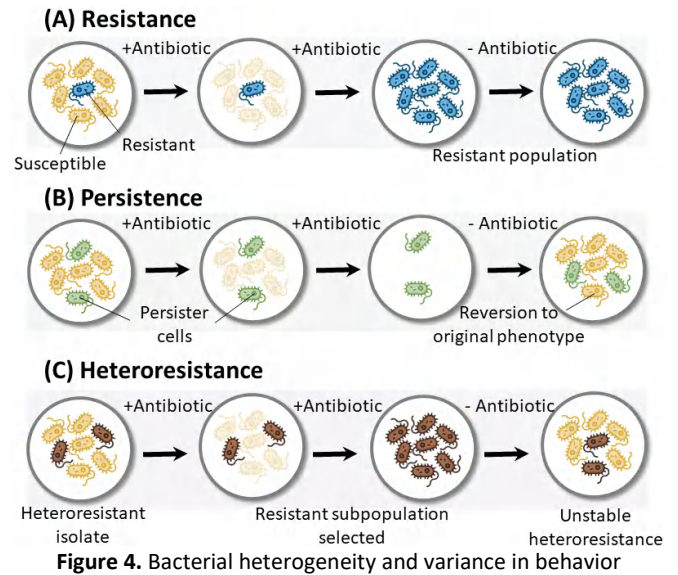 (A) Resistance
+Antibiotic +Antibiotic - Antibiotic
Resistant
Susceptible
Resistant population
(B) Persistence
+Antibiotic +Antibiotic - Antibiotic
Persister
cells
Reversion to
original phenotype
(C) Heteroresistance
+Antibiotic +Antibiotic - Antibiotic
Heteroresistant
isolate
Resistant subpopulation
selected
Unstable
heteroresistance
Figure 4. Bacterial heterogeneity and variance in behavior